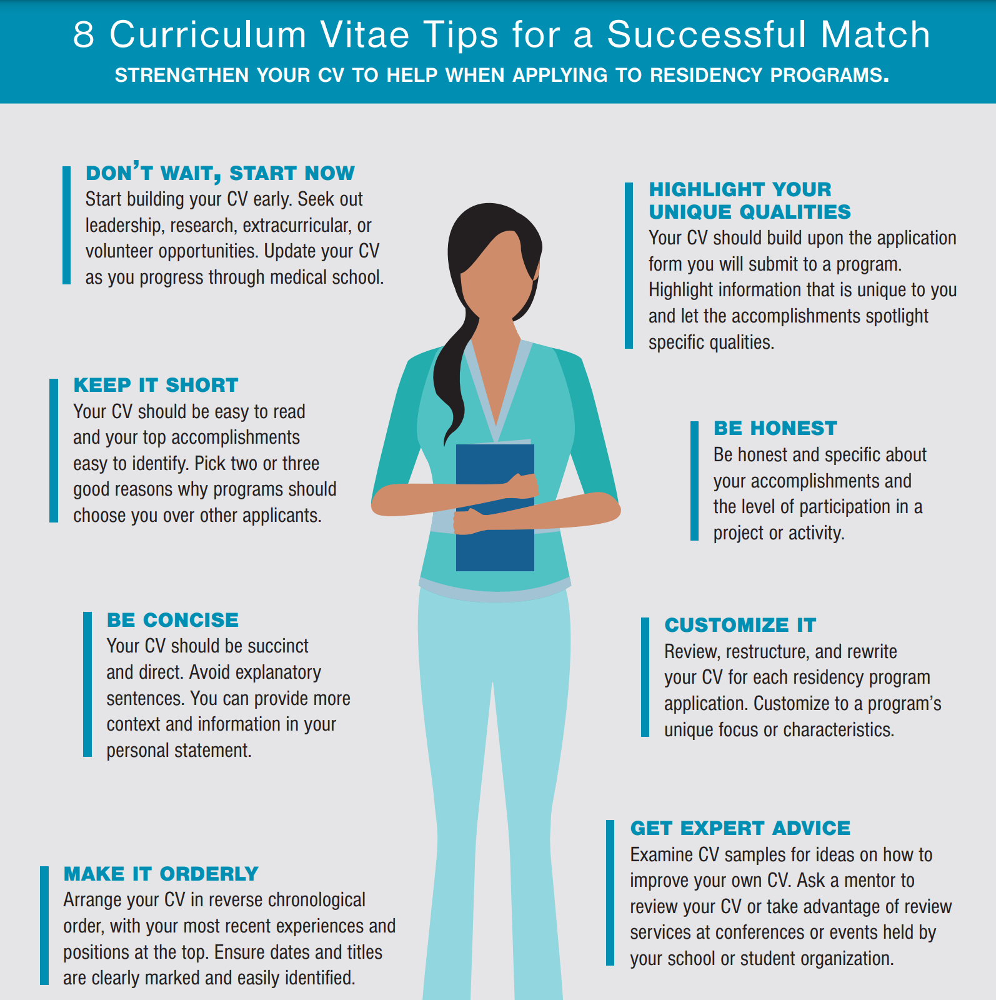 8 Curriculum Vitae Tips for a Successful Match
STRENGTHEN YOUR CV TO HELP WHEN APPLYING TO RESIDENCY PROGRAMS.
DON'T WAIT, START NOW
Start building your CV early. Seek out
leadership, research, extracurricular, or
volunteer opportunities. Update your CV
as you progress through medical school.
KEEP IT SHORT
Your CV should be easy to read
and your top accomplishments
easy to identify. Pick two or three
good reasons why programs should
choose you over other applicants.
BE CONCISE
Your CV should be succinct
and direct. Avoid explanatory
sentences. You can provide more
context and information in your
personal statement.
MAKE IT ORDERLY
Arrange your CV in reverse chronological
order, with your most recent experiences and
positions at the top. Ensure dates and titles
are clearly marked and easily identified.
HIGHLIGHT YOUR
UNIQUE QUALITIES
Your CV should build upon the application
form you will submit to a program.
Highlight information that is unique to you
and let the accomplishments spotlight
specific qualities.
BE HONEST
Be honest and specific about
your accomplishments and
the level of participation in a
project or activity.
CUSTOMIZE IT
Review, restructure, and rewrite
your CV for each residency program
application. Customize to a program's
unique focus or characteristics.
GET EXPERT ADVICE
Examine CV samples for ideas on how to
improve your own CV. Ask a mentor to
review your CV or take advantage of review
services at conferences or events held by
your school or student organization.